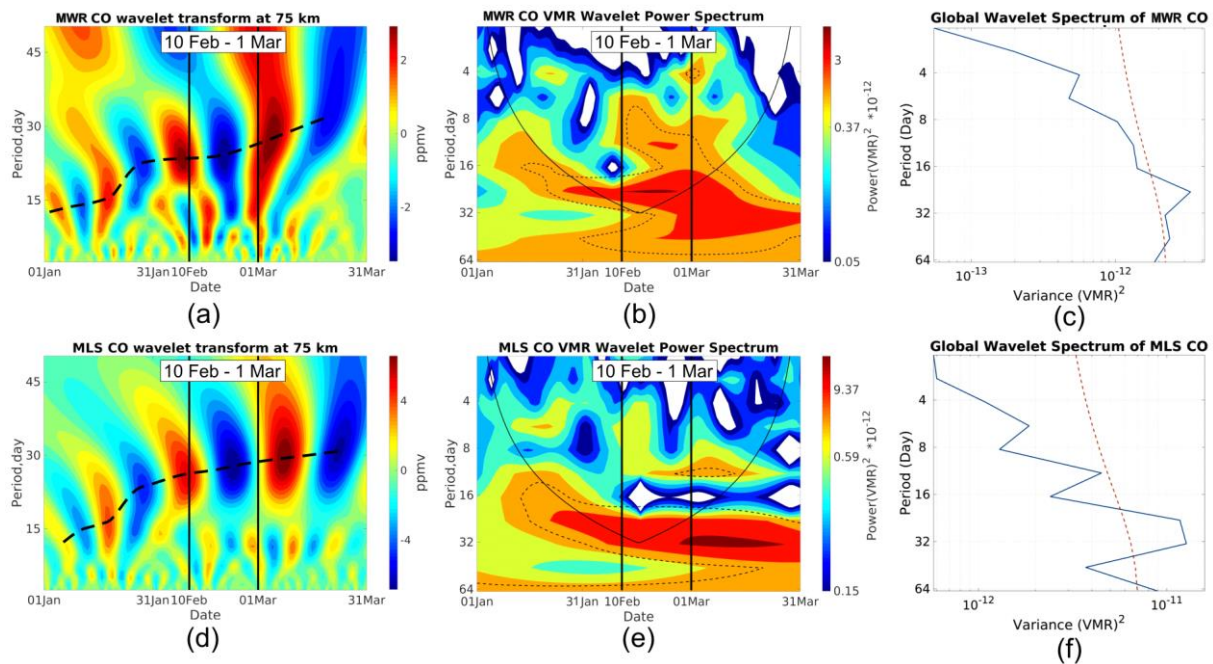 MWR CO wavelet transform at 75 km
10 Feb - 1 Mar
45
30
15
Period,day
01Jan
31Jan
10Feb
01Mar
31Mar
Date
2
0
-2
ppmv
(a)
MWR CO VMR Wavelet Power Spectrum
10 Feb - 1 Mar
4
8
16
32
64
Period,day
01Jan
31Jan
10Feb
01Mar
31Mar
Date
3
0.37
0.05
Power(VMR)² *10⁻¹²
(b)
Global Wavelet Spectrum of MWR CO
4
8
16
32
64
Period (Day)
10⁻¹³
10⁻¹²
Variance (VMR)²
(c)
MLS CO wavelet transform at 75 km
10 Feb - 1 Mar
45
30
15
Period,day
01Jan
31Jan
10Feb
01Mar
31Mar
Date
4
0
-4
ppmv
(d)
MLS CO VMR Wavelet Power Spectrum
10 Feb - 1 Mar
4
8
16
32
64
Period,day
01Jan
31Jan
10Feb
01Mar
31Mar
Date
9.37
0.59
0.15
Power(VMR)² *10⁻¹²
(e)
Global Wavelet Spectrum of MLS CO
4
8
16
32
64
Period (Day)
10⁻¹²
10⁻¹¹
Variance (VMR)²
(f)